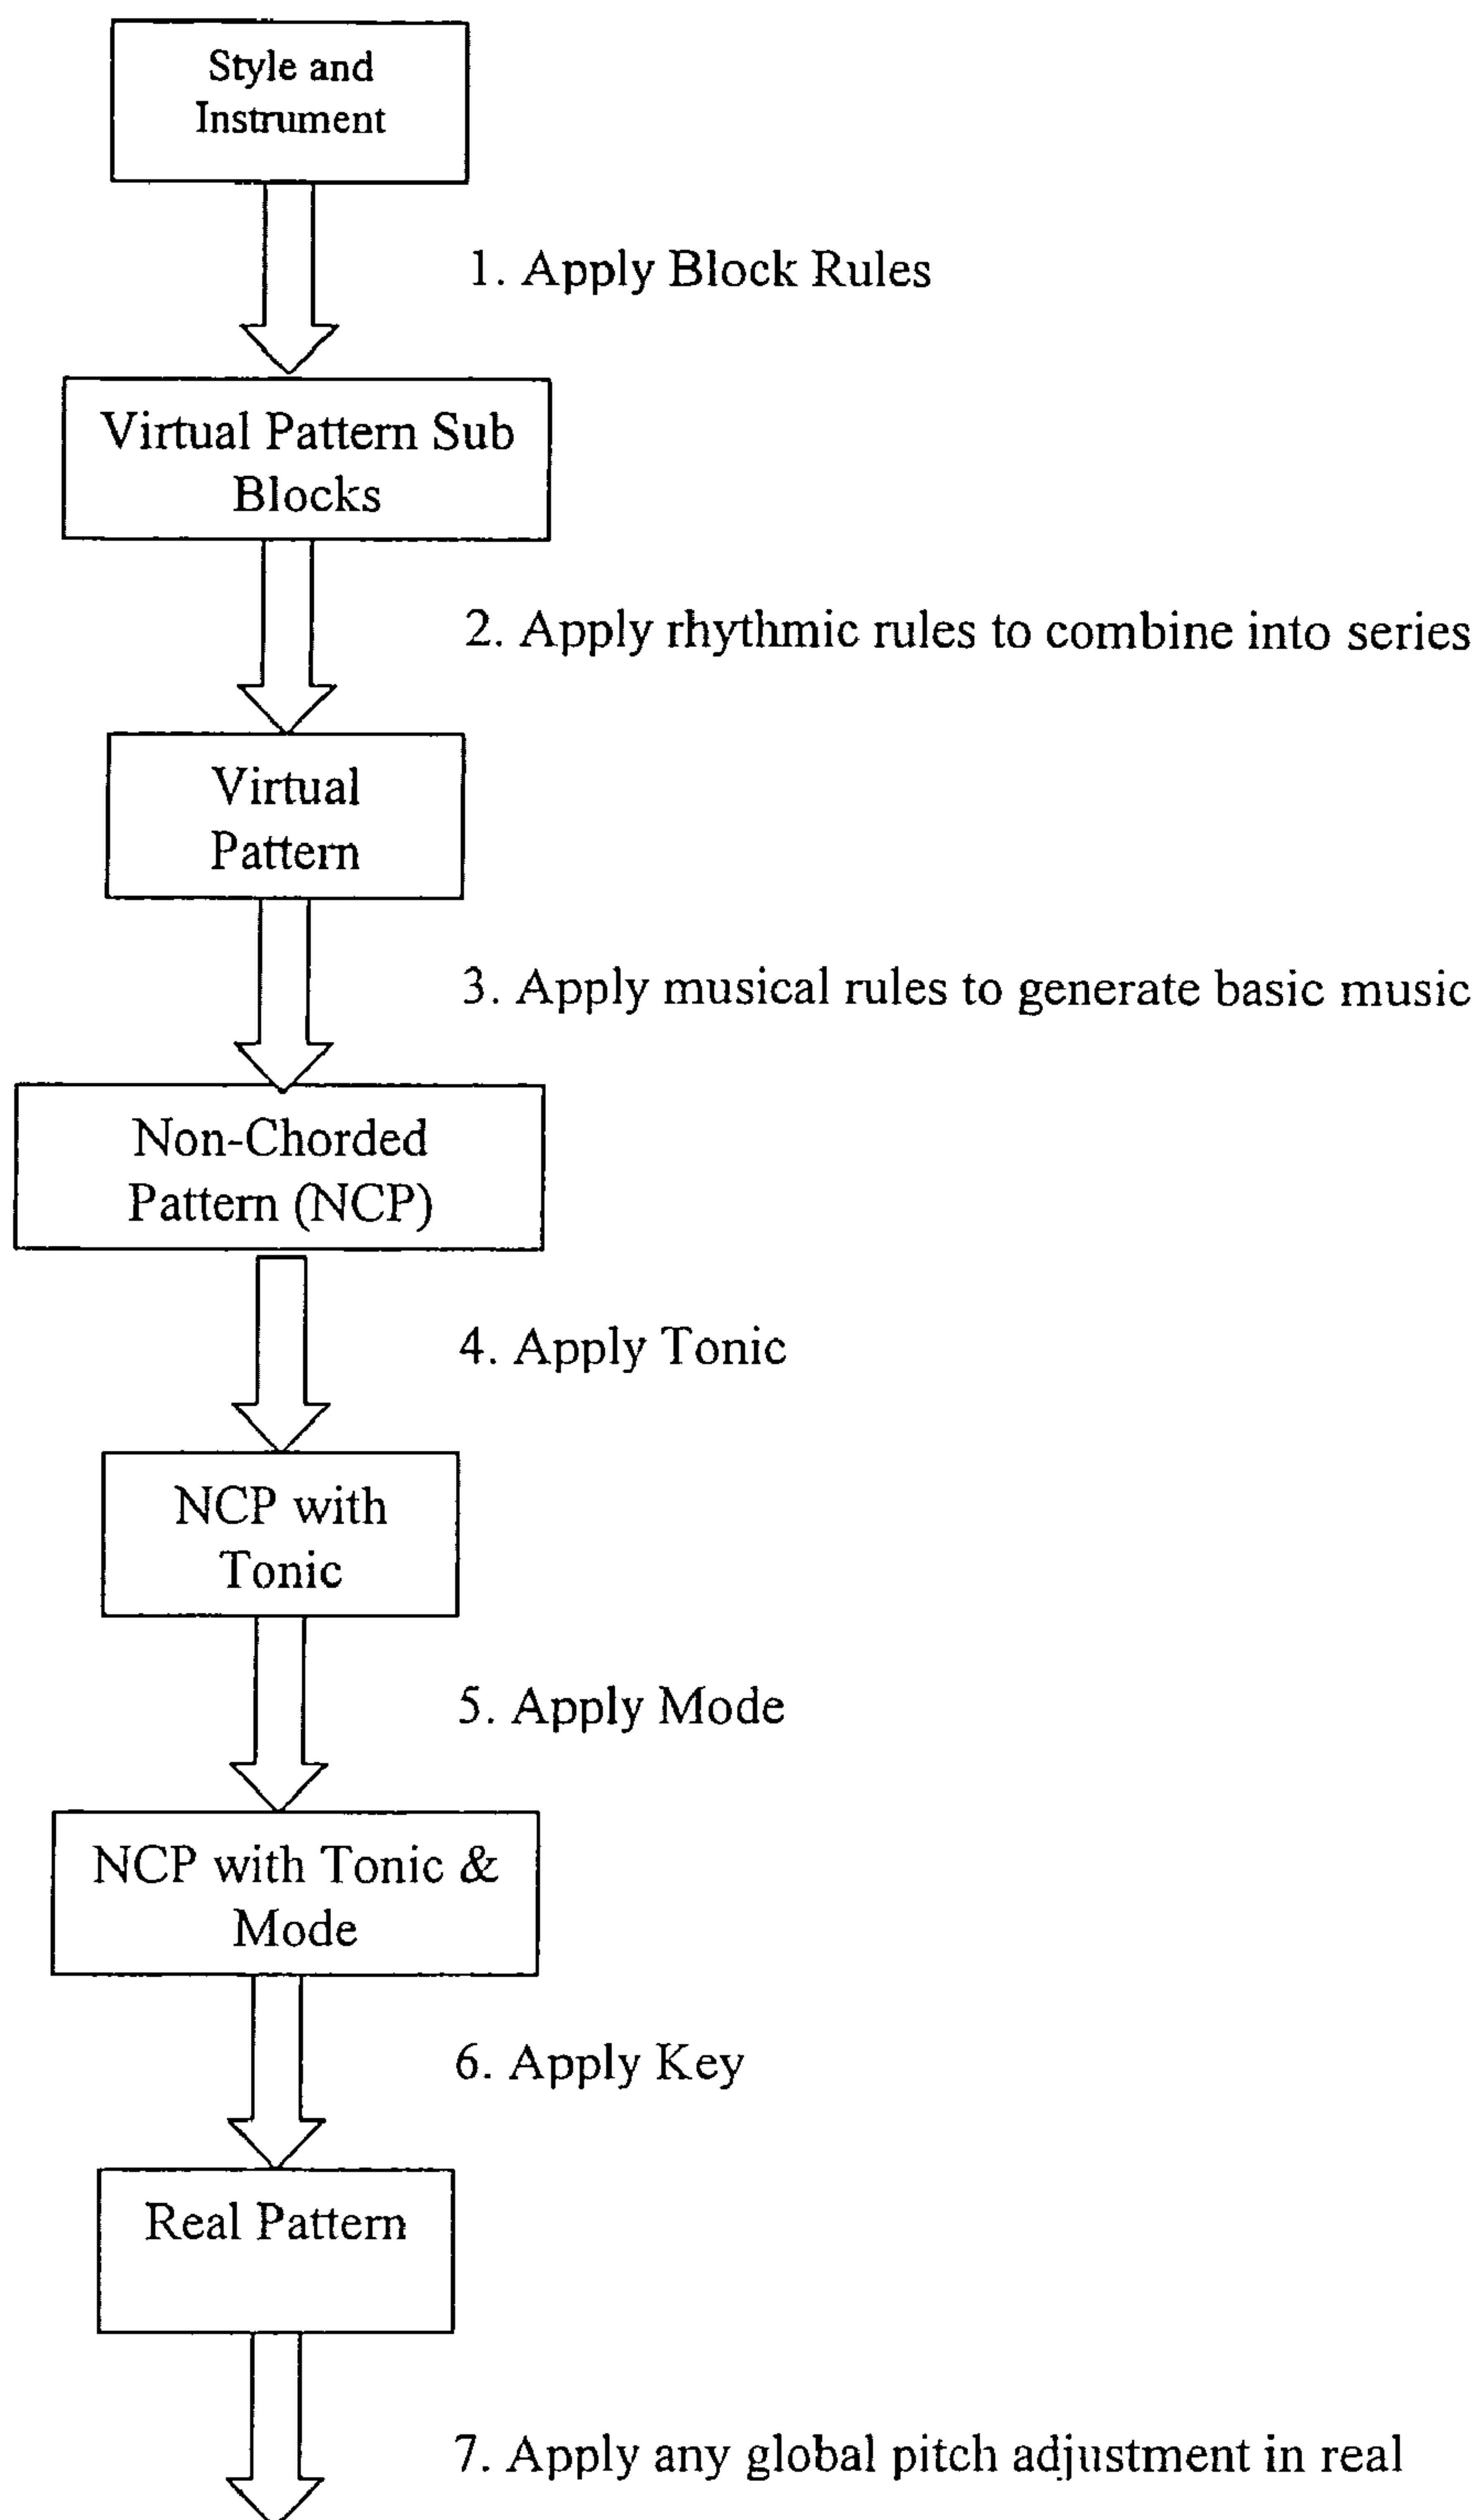 Style and
Instrument
1. Apply Block Rules
Virtual Pattern Sub
Blocks
2. Apply rhythmic rules to combine into series
Virtual
Pattern
3. Apply musical rules to generate basic music
Non-Chorded
Pattern (NCP)
4. Apply Tonic
NCP with
Tonic
5. Apply Mode
NCP with Tonic &
Mode
6. Apply Key
Real Pattern
7. Apply any global pitch adjustment in real